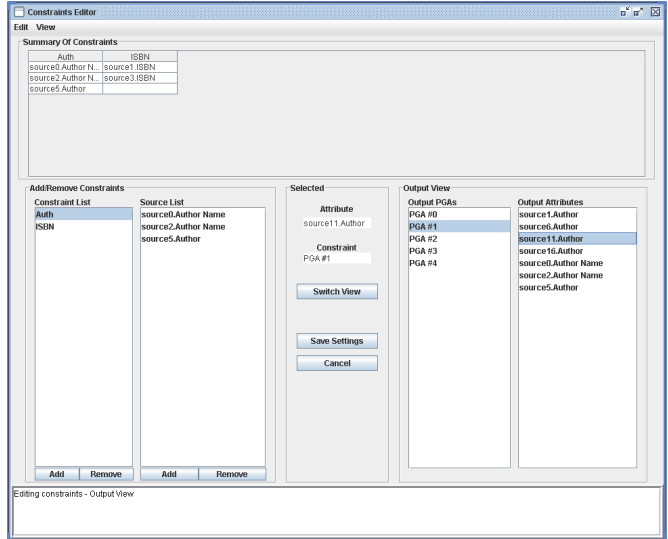 Constraints Editor
Edit View
Summary Of Constraints
Auth ISBN
source0.Author N... source1.ISBN
source2.Author N... source3.ISBN
source5.Author
Add/Remove Constraints
Constraint List
Auth
ISBN
Add Remove
Source List
source0.Author Name
source2.Author Name
source5.Author
Add Remove
Selected
Attribute
source11.Author
Constraint
PGA #1
Switch View
Save Settings
Cancel
Output View
Output PGAs
PGA #0
PGA #1
PGA #2
PGA #3
PGA #4
Output Attributes
source1.Author
source6.Author
source11.Author
source16.Author
source0.Author Name
source2.Author Name
source5.Author
Editing constraints - Output View